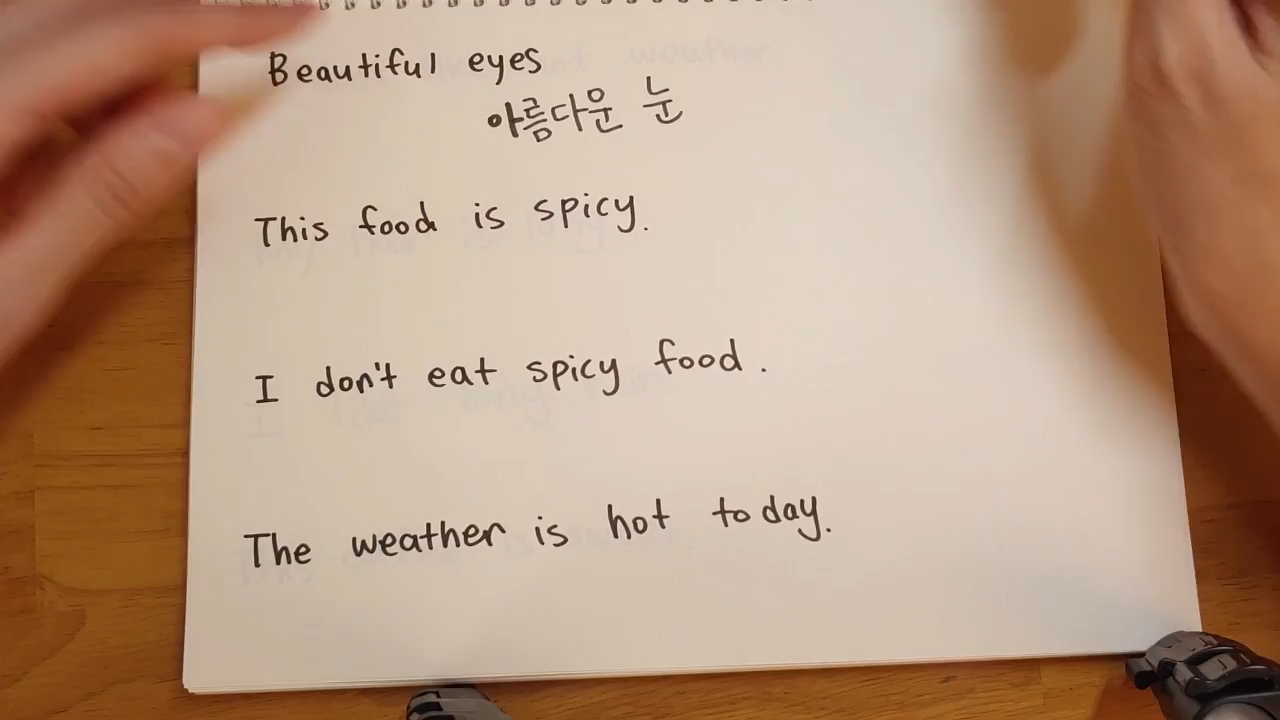 Beautiful eyes
아름다운 눈
This food is spicy.
I don't eat spicy food.
The weather is hot today.